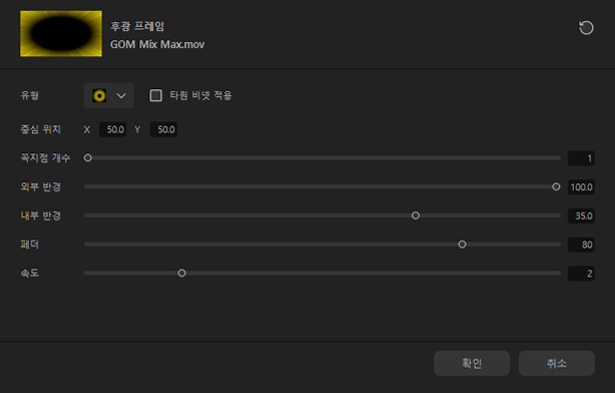 후광 프레임
GOM Mix Max.mov
유형 타원 비넷 적용
중심 위치 X 50.0 Y 50.0
꼭지점 개수 1
외부 반경 100.0
내부 반경 35.0
페더 80
속도 2
확인 취소